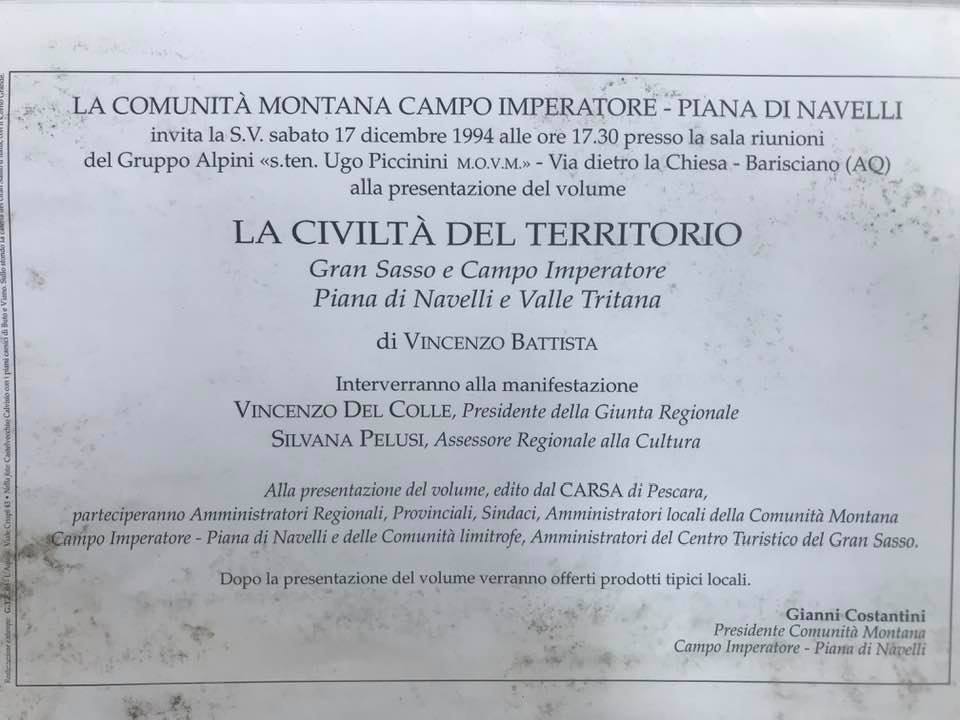 LA COMUNITÀ MONTANA CAMPO IMPERATORE - PIANA DI NAVELLI
invita la S.V. sabato 17 dicembre 1994 alle ore 17.30 presso la sala riunioni
del Gruppo Alpini «s.ten. Ugo Piccinini M.O.V.M.» - Via dietro la Chiesa - Barisciano (AQ)
alla presentazione del volume
LA CIVILTÀ DEL TERRITORIO
Gran Sasso e Campo Imperatore
Piana di Navelli e Valle Tritana
di VINCENZO BATTISTA
Interverranno alla manifestazione
VINCENZO DEL COLLE, Presidente della Giunta Regionale
SILVANA PELUSI, Assessore Regionale alla Cultura
Alla presentazione del volume, edito dal CARSA di Pescara,
parteciperanno Amministratori Regionali, Provinciali, Sindaci, Amministratori locali della Comunità Montana
Campo Imperatore - Piana di Navelli e delle Comunità limitrofe, Amministratori del Centro Turistico del Gran Sasso.
Dopo la presentazione del volume verranno offerti prodotti tipici locali.
Gianni Costantini
Presidente Comunità Montana
Campo Imperatore - Piana di Navelli